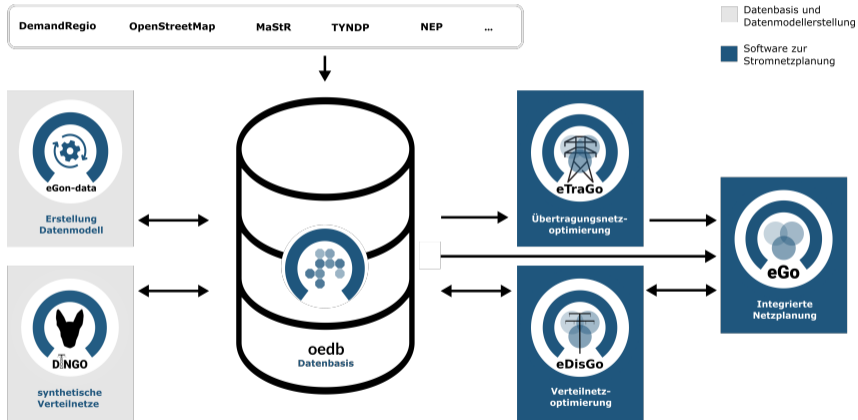 DemandRegio OpenStreetMap MaStR TYNDP NEP ...
Datenbasis und
Datenmodellerstellung
Software zur
Stromnetzplanung
eGon-data
Erstellung
Datenmodell
DINGO
synthetische
Verteilnetze
oedb
Datenbasis
eTraGo
Übertragungsnetz-
optimierung
eDisGo
Verteilnetz-
optimierung
eGo
Integrierte
Netzplanung